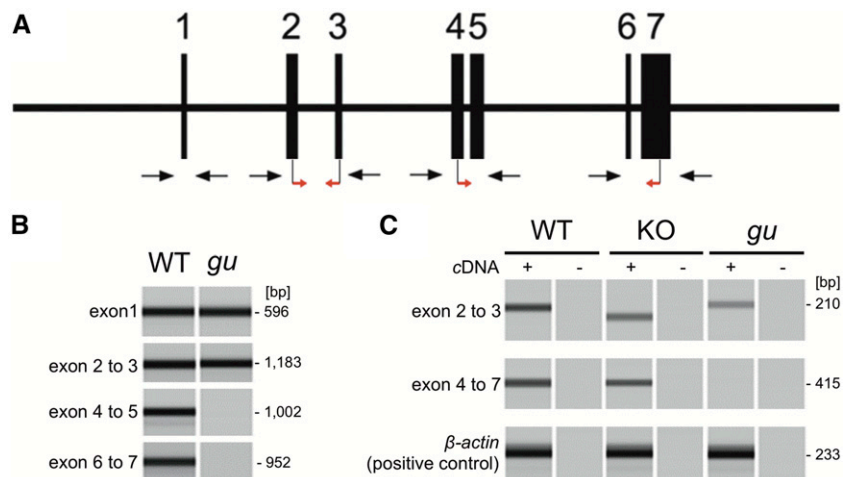 A
1 2 3 4 5 6 7
B
WT gu
[bp]
exon1 - 596
exon 2 to 3 - 1,183
exon 4 to 5 - 1,002
exon 6 to 7 - 952
C
WT KO gu
cDNA + - + - + - [bp]
exon 2 to 3 - 210
exon 4 to 7 - 415
β-actin
(positive control) - 233